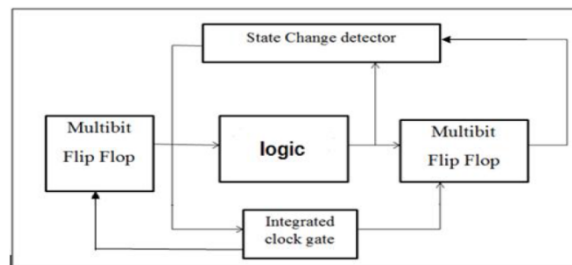 State Change detector
Multibit
Flip Flop
logic
Multibit
Flip Flop
Integrated
clock gate